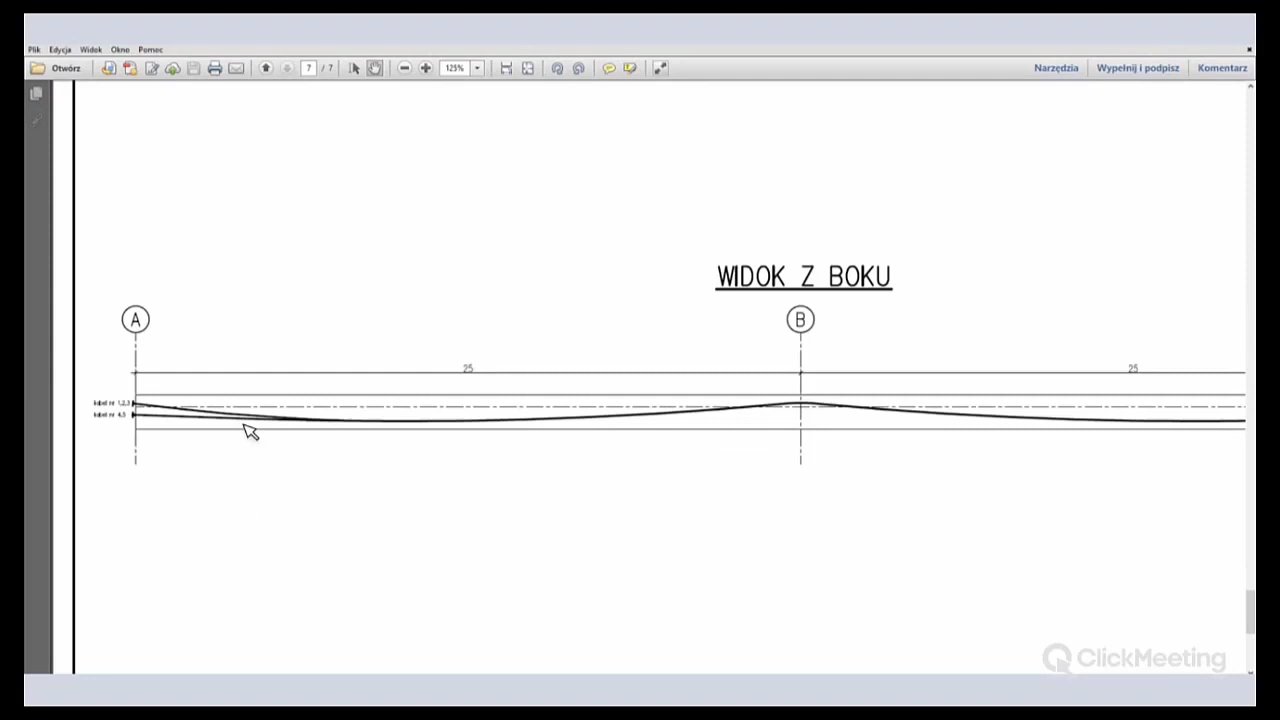 Plik Edycja Widok Okno Pomoc
Otwórz 7 / 7 125% Narzędzia Wypełnij i podpisz Komentarz
WIDOK Z BOKU
A B
25 25
kabel nr 1,2,3
kabel nr 4,5
ClickMeeting